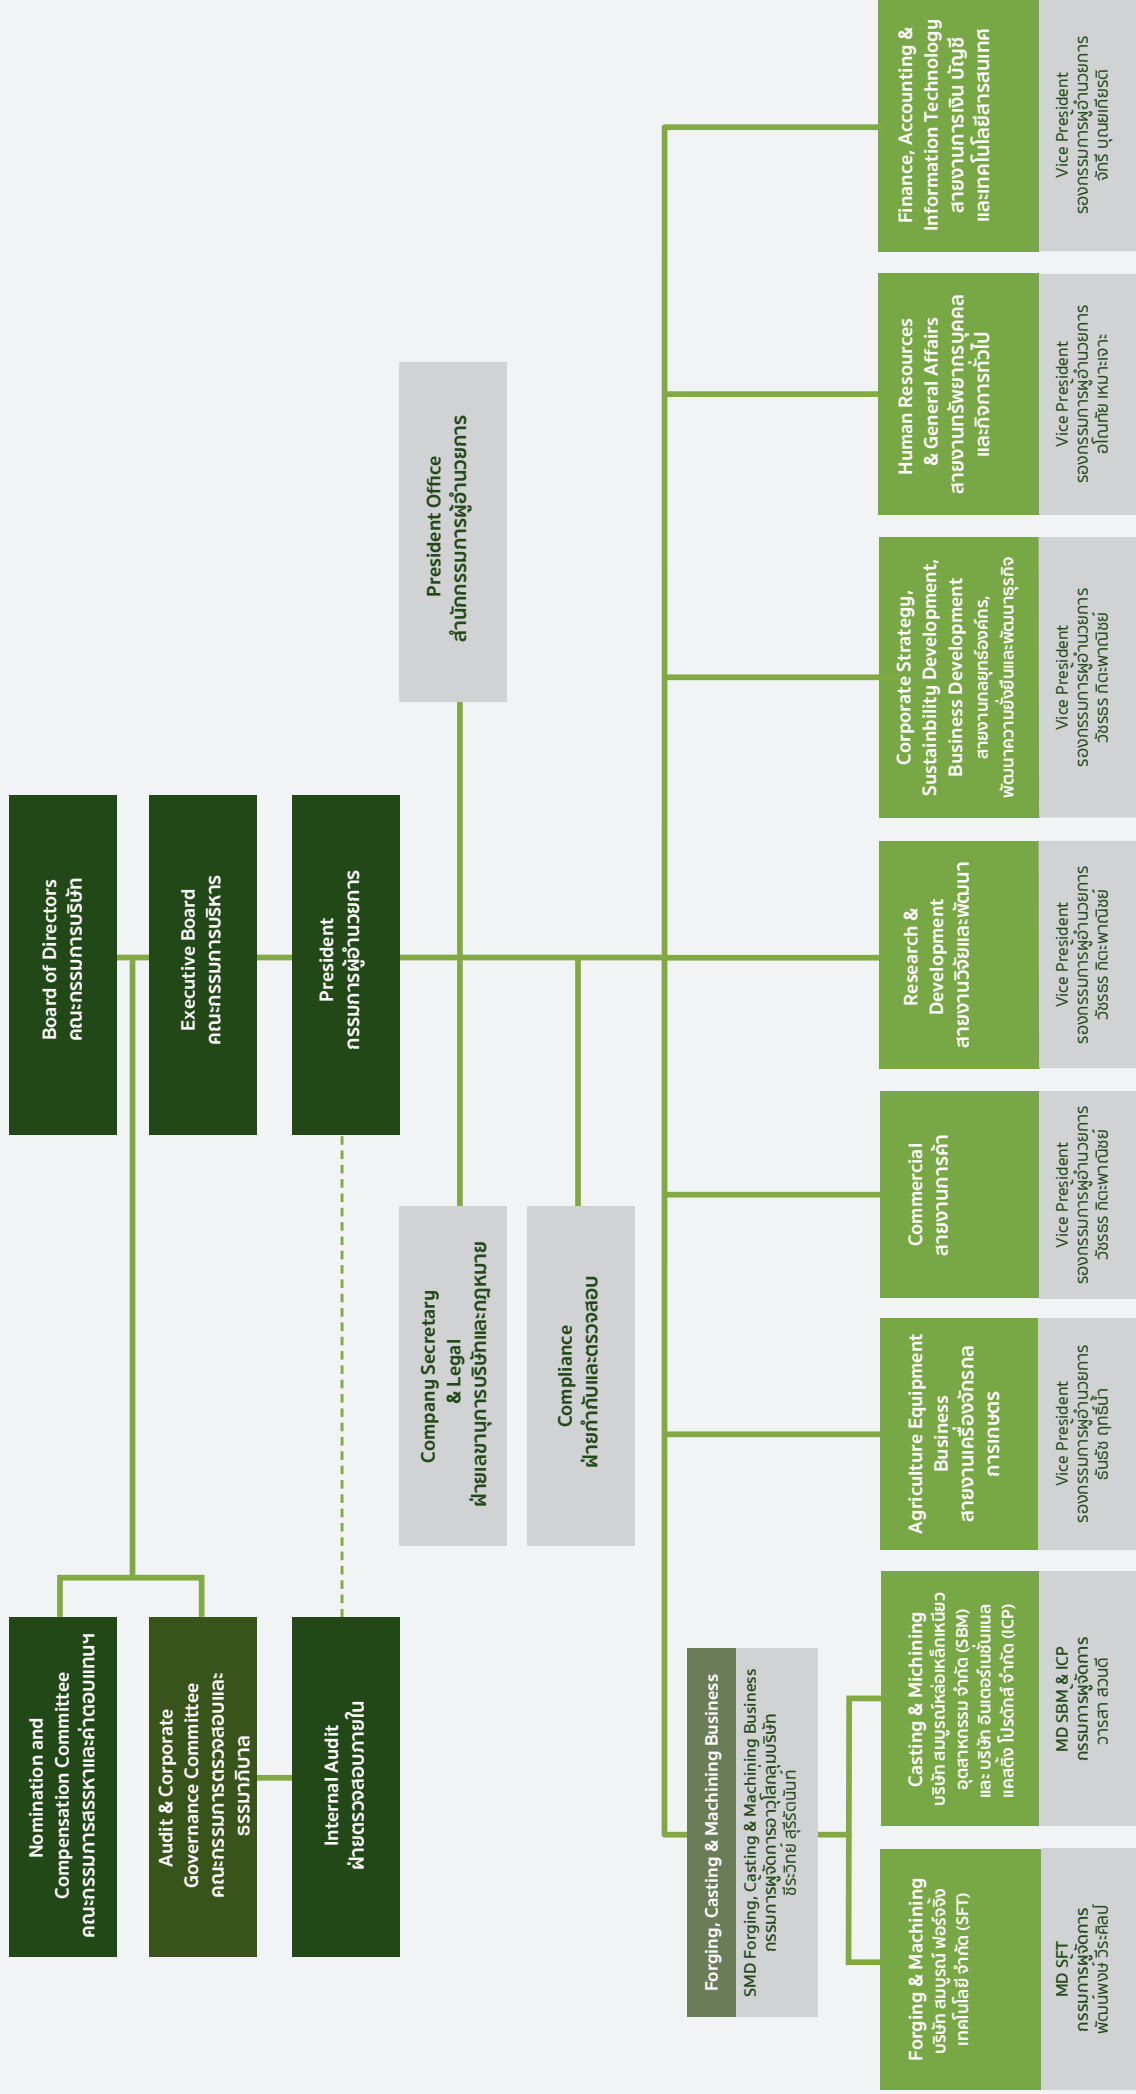 Board of Directors
คณะกรรมการบริษัท
Nomination and
Compensation Committee
คณะกรรมการสรรหาและค่าตอบแทนฯ
Executive Board
คณะกรรมการบริหาร
Audit & Corporate
Governance Committee
คณะกรรมการตรวจสอบและ
ธรรมาภิบาล
President
กรรมการผู้อำนวยการ
Internal Audit
ฝ่ายตรวจสอบภายใน
Company Secretary
& Legal
ฝ่ายเลขานุการบริษัทและกฎหมาย
President Office
สำนักกรรมการผู้อำนวยการ
Compliance
ฝ่ายกำกับและตรวจสอบ
Forging, Casting & Machining Business
SMD Forging, Casting & Machining Business
กรรมการผู้จัดการอาวุโสกลุ่มบริษัท
ชีระวิทย์ สุรีรัตนันท์
Forging & Machining
บริษัท สมบูรณ์ ฟอร์จจิ้ง
เทคโนโลยี จำกัด (SFT)
MD SFT
กรรมการผู้จัดการ
พัฒน์พงษ์ วีระศิลป์
Casting & Michining
บริษัท สมบูรณ์หล่อเหล็กเหนียว
อุตสาหกรรม จำกัด (SBM)
และ บริษัท อินเตอร์เนชั่นแนล
แคสติ้ง โปรดักส์ จำกัด (ICP)
MD SBM & ICP
กรรมการผู้จัดการ
วารสา สวนดี
Agriculture Equipment
Business
สายงานเครื่องจักรกล
การเกษตร
Vice President
รองกรรมการผู้อำนวยการ
ธันธัช ฤทธิ์น้ำ
Commercial
สายงานการค้า
Vice President
รองกรรมการผู้อำนวยการ
วัชรธร กิตะพาณิชย์
Research &
Development
สายงานวิจัยและพัฒนา
Vice President
รองกรรมการผู้อำนวยการ
วัชรธร กิตะพาณิชย์
Corporate Strategy,
Sustainbility Development,
Business Development
สายงานกลยุทธ์องค์กร,
พัฒนาความยั่งยืนและพัฒนาธุรกิจ
Vice President
รองกรรมการผู้อำนวยการ
วัชรธร กิตะพาณิชย์
Human Resources
& General Affairs
สายงานทรัพยากรบุคคล
และกิจการทั่วไป
Vice President
รองกรรมการผู้อำนวยการ
อโณทัย เหมาะเจาะ
Finance, Accounting &
Information Technology
สายงานการเงิน บัญชี
และเทคโนโลยีสารสนเทศ
Vice President
รองกรรมการผู้อำนวยการ
จักรี บุณยเกียรติ